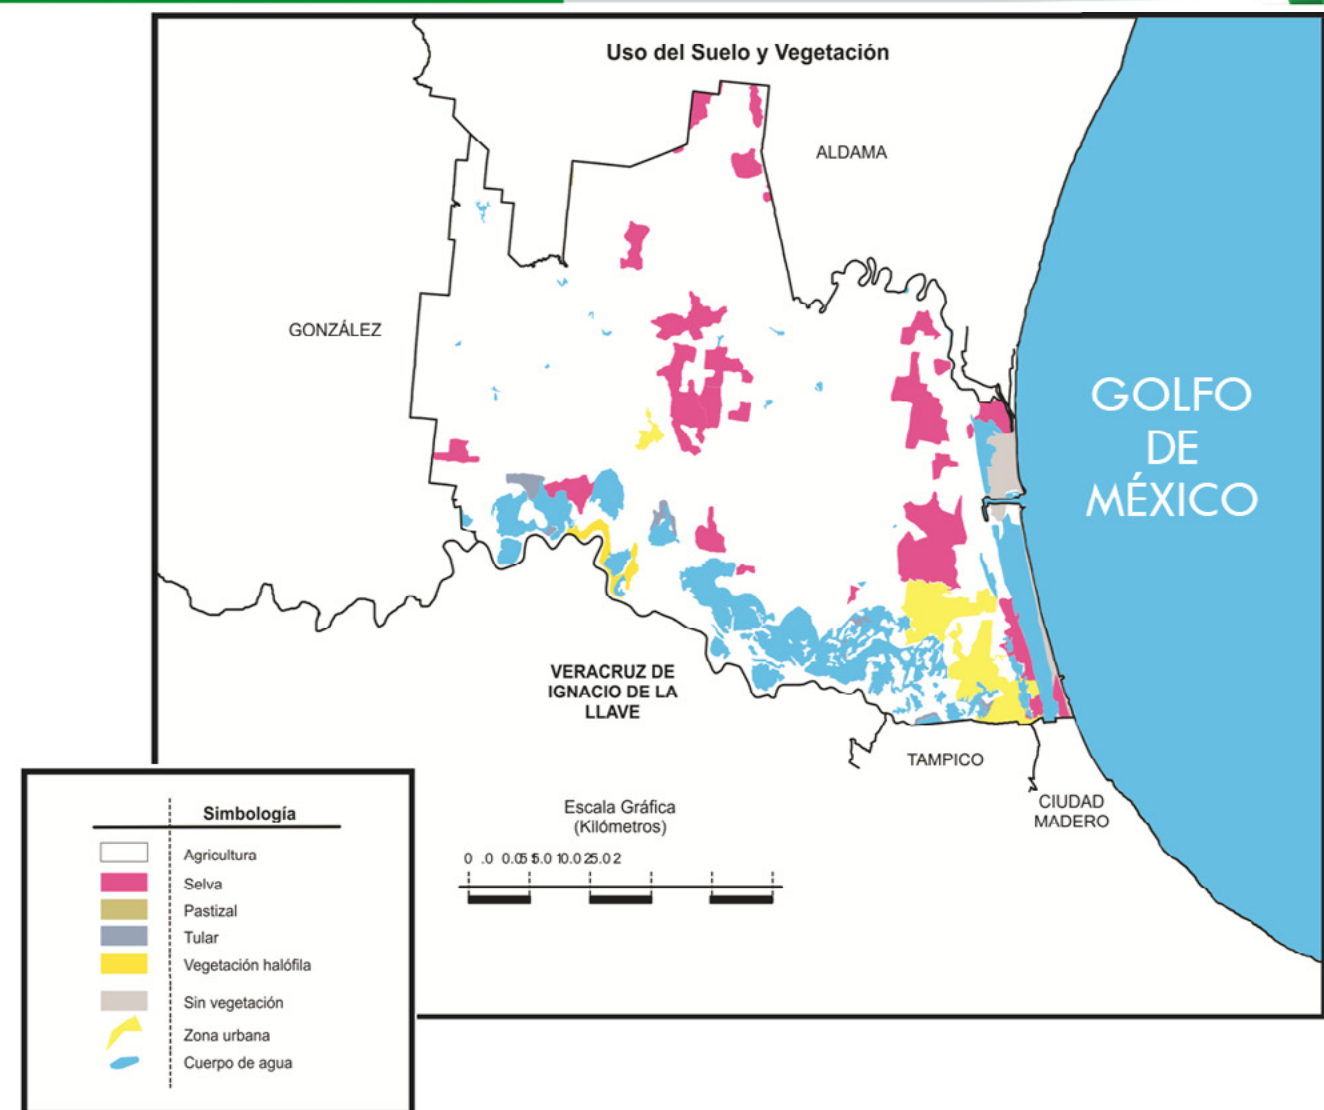 Uso del Suelo y Vegetación
ALDAMA
GONZÁLEZ
GOLFO
DE
MÉXICO
VERACRUZ DE
IGNACIO DE LA
LLAVE
TAMPICO
CIUDAD
MADERO
Escala Gráfica
(Kilómetros)
Simbología
Agricultura
Selva
Pastizal
Tular
Vegetación halófila
Sin vegetación
Zona urbana
Cuerpo de agua